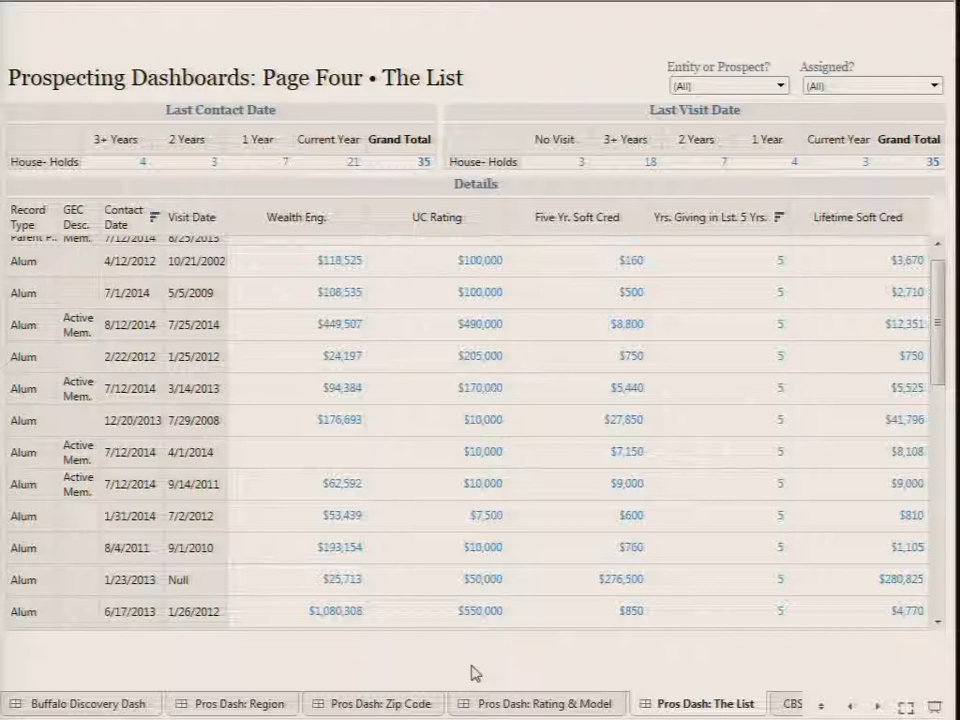 Prospecting Dashboards: Page Four • The List
Entity or Prospect? Assigned?
(All) (All)
Last Contact Date Last Visit Date
3+ Years 2 Years 1 Year Current Year Grand Total No Visit 3+ Years 2 Years 1 Year Current Year Grand Total
House- Holds 4 3 7 21 35 House- Holds 3 18 7 4 3 35
Details
Record Type GEC Desc. Contact Date Visit Date Wealth Eng. UC Rating Five Yr. Soft Cred Yrs. Giving in Lst. 5 Yrs. Lifetime Soft Cred
Parent P.. Mem. 7/12/2014 8/25/2013
Alum 4/12/2012 10/21/2002 $118,525 $100,000 $160 5 $3,670
Alum 7/1/2014 5/5/2009 $108,535 $100,000 $500 5 $2,710
Alum Active Mem. 8/12/2014 7/25/2014 $449,507 $490,000 $8,800 5 $12,351
Alum 2/22/2012 1/25/2012 $24,197 $205,000 $750 5 $750
Alum Active Mem. 7/12/2014 3/14/2013 $94,384 $170,000 $5,440 5 $5,525
Alum 12/20/2013 7/29/2008 $176,693 $10,000 $27,850 5 $41,796
Alum Active Mem. 7/12/2014 4/1/2014 $10,000 $7,150 5 $8,108
Alum Active Mem. 7/12/2014 9/14/2011 $62,592 $10,000 $9,000 5 $9,000
Alum 1/31/2014 7/2/2012 $53,439 $7,500 $600 5 $810
Alum 8/4/2011 9/1/2010 $193,154 $10,000 $760 5 $1,105
Alum 1/23/2013 Null $25,713 $50,000 $276,500 5 $280,825
Alum 6/17/2013 1/26/2012 $1,080,308 $550,000 $850 5 $4,770
Buffalo Discovery Dash Pros Dash: Region Pros Dash: Zip Code Pros Dash: Rating & Model Pros Dash: The List CBS